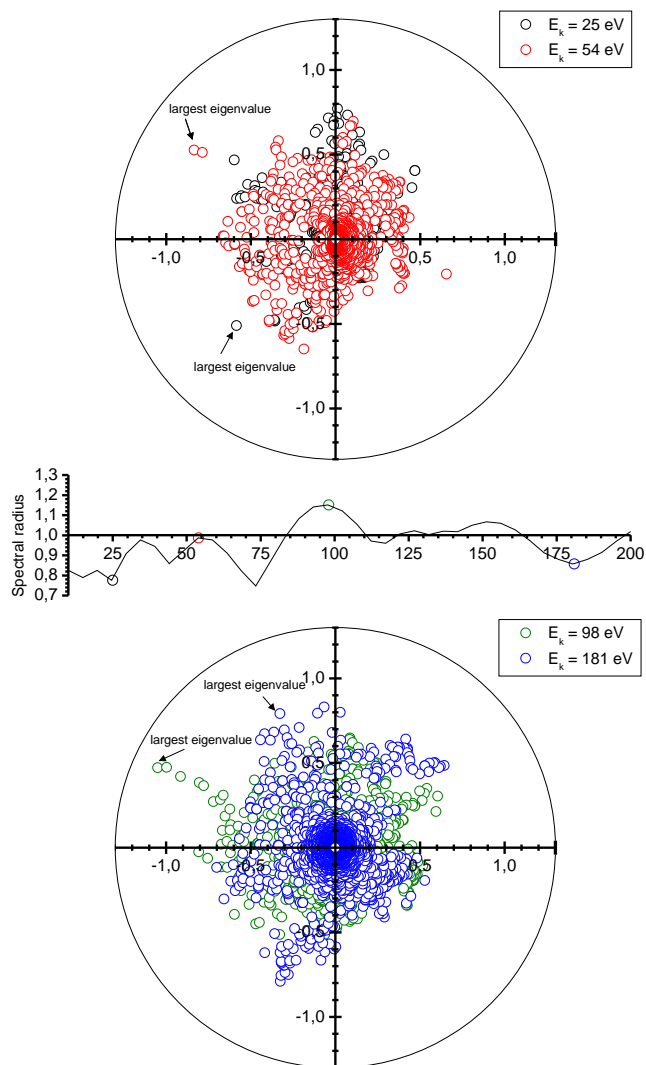 E_k = 25 eV
E_k = 54 eV
1,0
largest eigenvalue
0,5
-1,0 -0,5 0,5 1,0
-0,5
largest eigenvalue
-1,0
1,3
1,2
1,1
1,0
0,9
0,8
0,7
Spectral radius
25 50 75 100 125 150 175 200
E_k = 98 eV
E_k = 181 eV
1,0
largest eigenvalue
largest eigenvalue
0,5
-1,0 -0,5 0,5 1,0
-0,5
-1,0